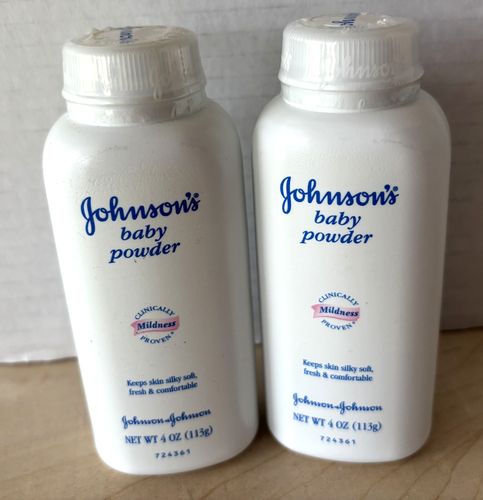 Johnson's®
baby
powder
CLINICALLY
Mildness
PROVEN®
Keeps skin silky soft,
fresh & comfortable
Johnson & Johnson
NET WT 4 OZ (113g)
724361
Johnson's®
baby
powder
CLINICALLY
Mildness
PROVEN®
Keeps skin silky soft,
fresh & comfortable
Johnson & Johnson
NET WT 4 OZ (113g)
724361